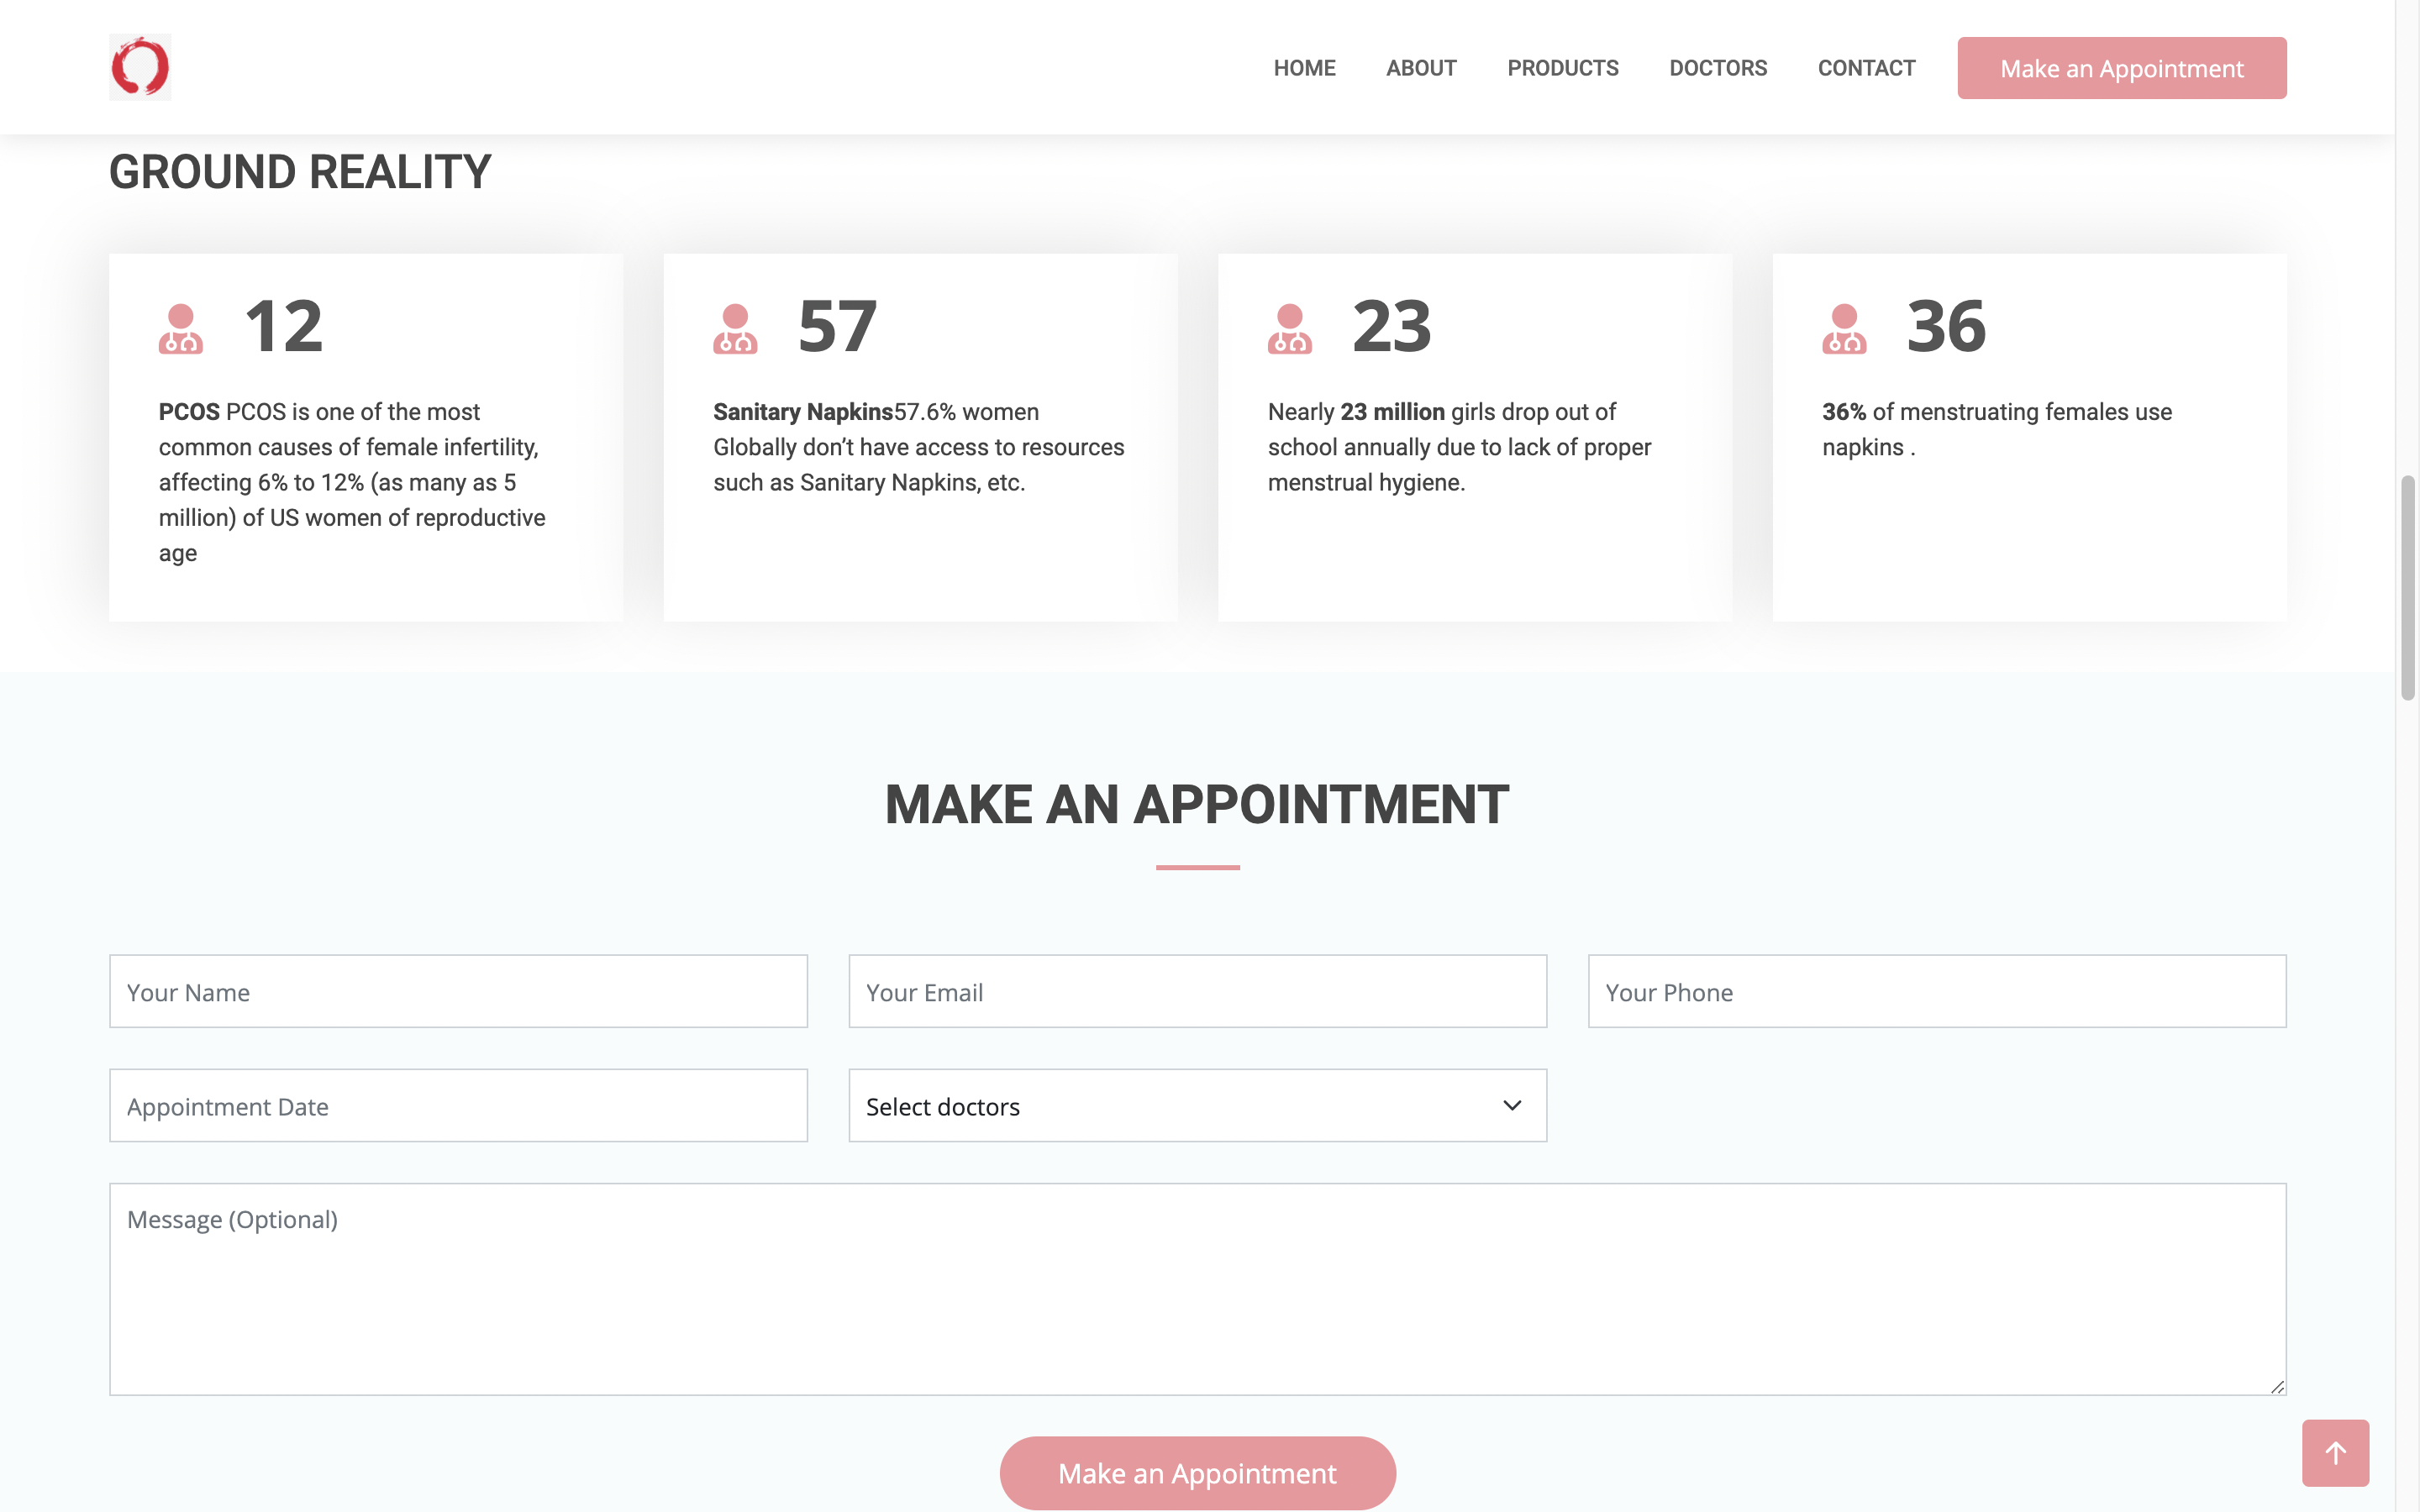 HOME ABOUT PRODUCTS DOCTORS CONTACT Make an Appointment
GROUND REALITY
12
PCOS PCOS is one of the most
common causes of female infertility,
affecting 6% to 12% (as many as 5
million) of US women of reproductive
age
57
Sanitary Napkins57.6% women
Globally don’t have access to resources
such as Sanitary Napkins, etc.
23
Nearly 23 million girls drop out of
school annually due to lack of proper
menstrual hygiene.
36
36% of menstruating females use
napkins .
MAKE AN APPOINTMENT
Your Name
Your Email
Your Phone
Appointment Date
Select doctors
Message (Optional)
Make an Appointment